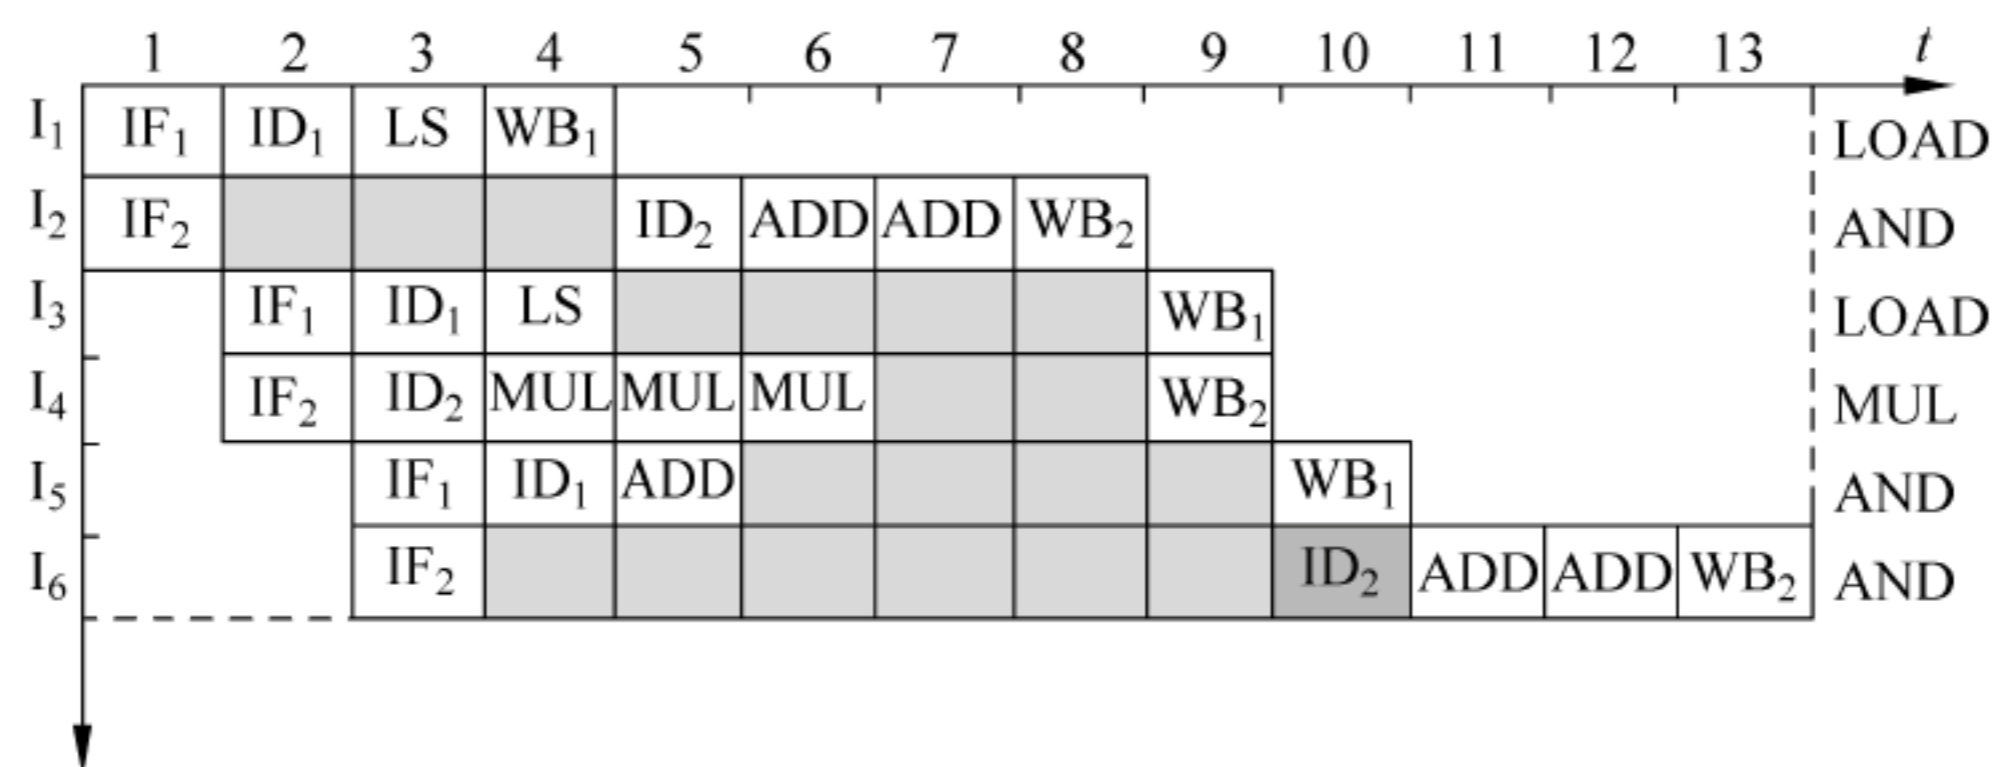 1 2 3 4 5 6 7 8 9 10 11 12 13 t
I₁ IF₁ ID₁ LS WB₁ LOAD
I₂ IF₂ ID₂ ADD ADD WB₂ AND
I₃ IF₁ ID₁ LS WB₁ LOAD
I₄ IF₂ ID₂ MUL MUL MUL WB₂ MUL
I₅ IF₁ ID₁ ADD WB₁ AND
I₆ IF₂ ID₂ ADD ADD WB₂ AND